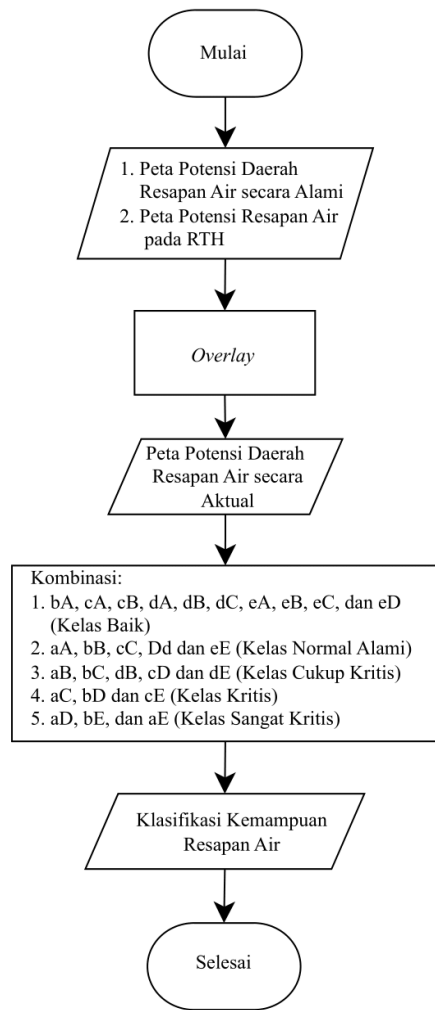 Mulai
1. Peta Potensi Daerah
Resapan Air secara Alami
2. Peta Potensi Resapan Air
pada RTH
Overlay
Peta Potensi Daerah
Resapan Air secara
Aktual
Kombinasi:
1. bA, cA, cB, dA, dB, dC, eA, eB, eC, dan eD
(Kelas Baik)
2. aA, bB, cC, Dd dan eE (Kelas Normal Alami)
3. aB, bC, dB, cD dan dE (Kelas Cukup Kritis)
4. aC, bD dan cE (Kelas Kritis)
5. aD, bE, dan aE (Kelas Sangat Kritis)
Klasifikasi Kemampuan
Resapan Air
Selesai